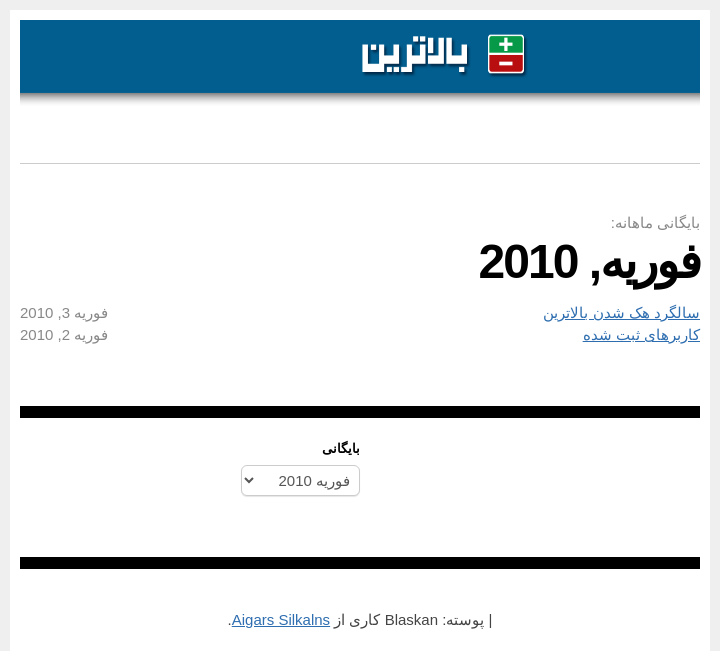 بالاترین
بایگانی ماهانه:
فوریه, 2010
سالگرد هک شدن بالاترین فوریه 3, 2010
کاربرهای ثبت شده فوریه 2, 2010
بایگانی
فوریه 2010
| پوسته: Blaskan کاری از Aigars Silkalns.